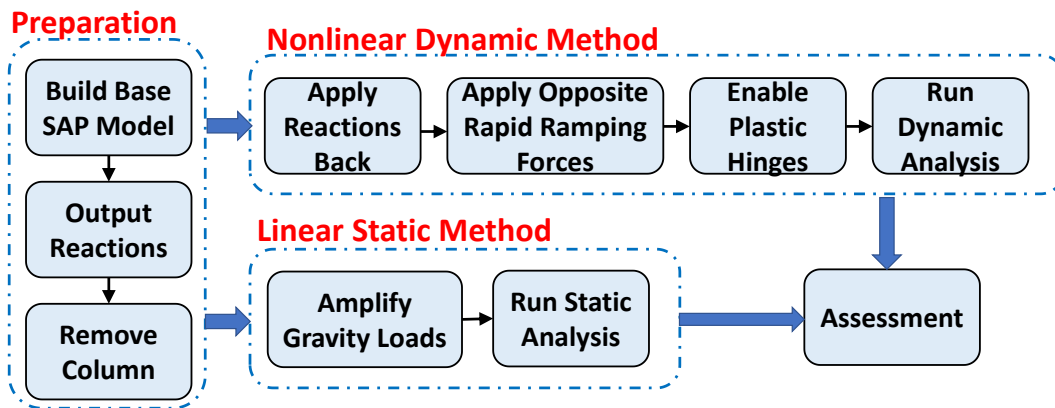 Preparation
Build Base
SAP Model
Output
Reactions
Remove
Column
Nonlinear Dynamic Method
Apply
Reactions
Back
Apply Opposite
Rapid Ramping
Forces
Enable
Plastic
Hinges
Run
Dynamic
Analysis
Linear Static Method
Amplify
Gravity Loads
Run Static
Analysis
Assessment